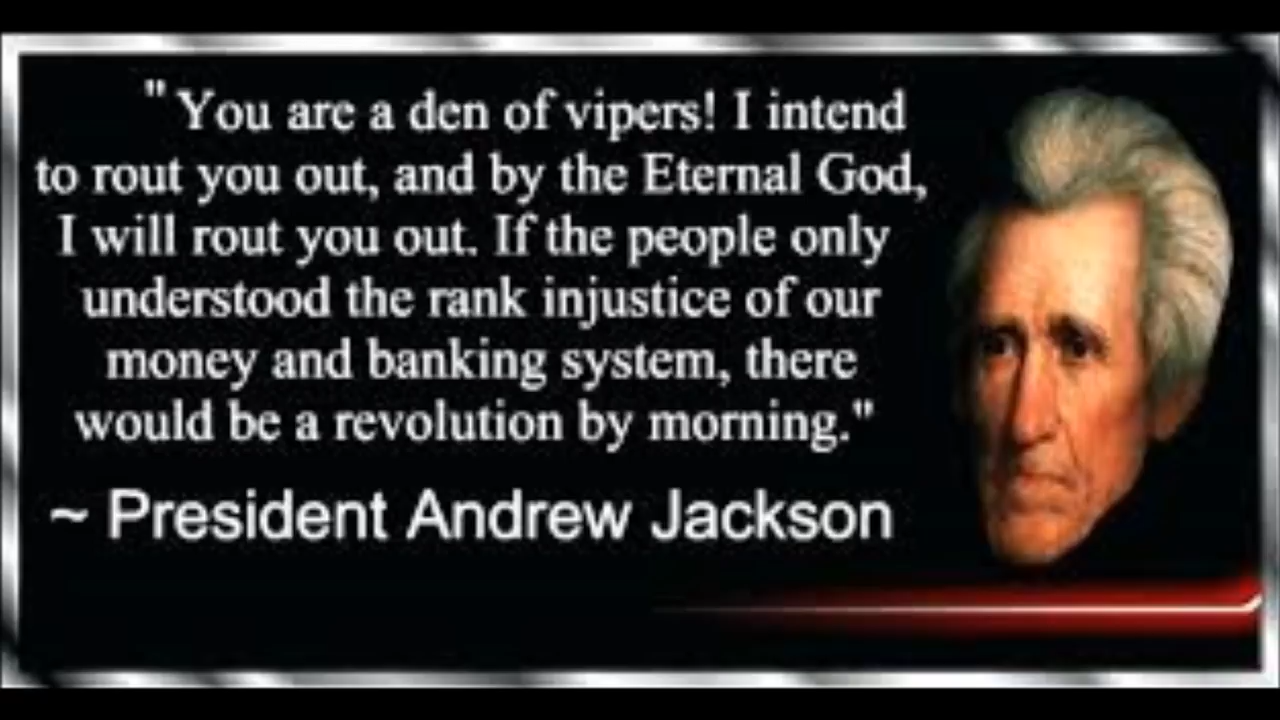 "You are a den of vipers! I intend
to rout you out, and by the Eternal God,
I will rout you out. If the people only
understood the rank injustice of our
money and banking system, there
would be a revolution by morning."
~ President Andrew Jackson